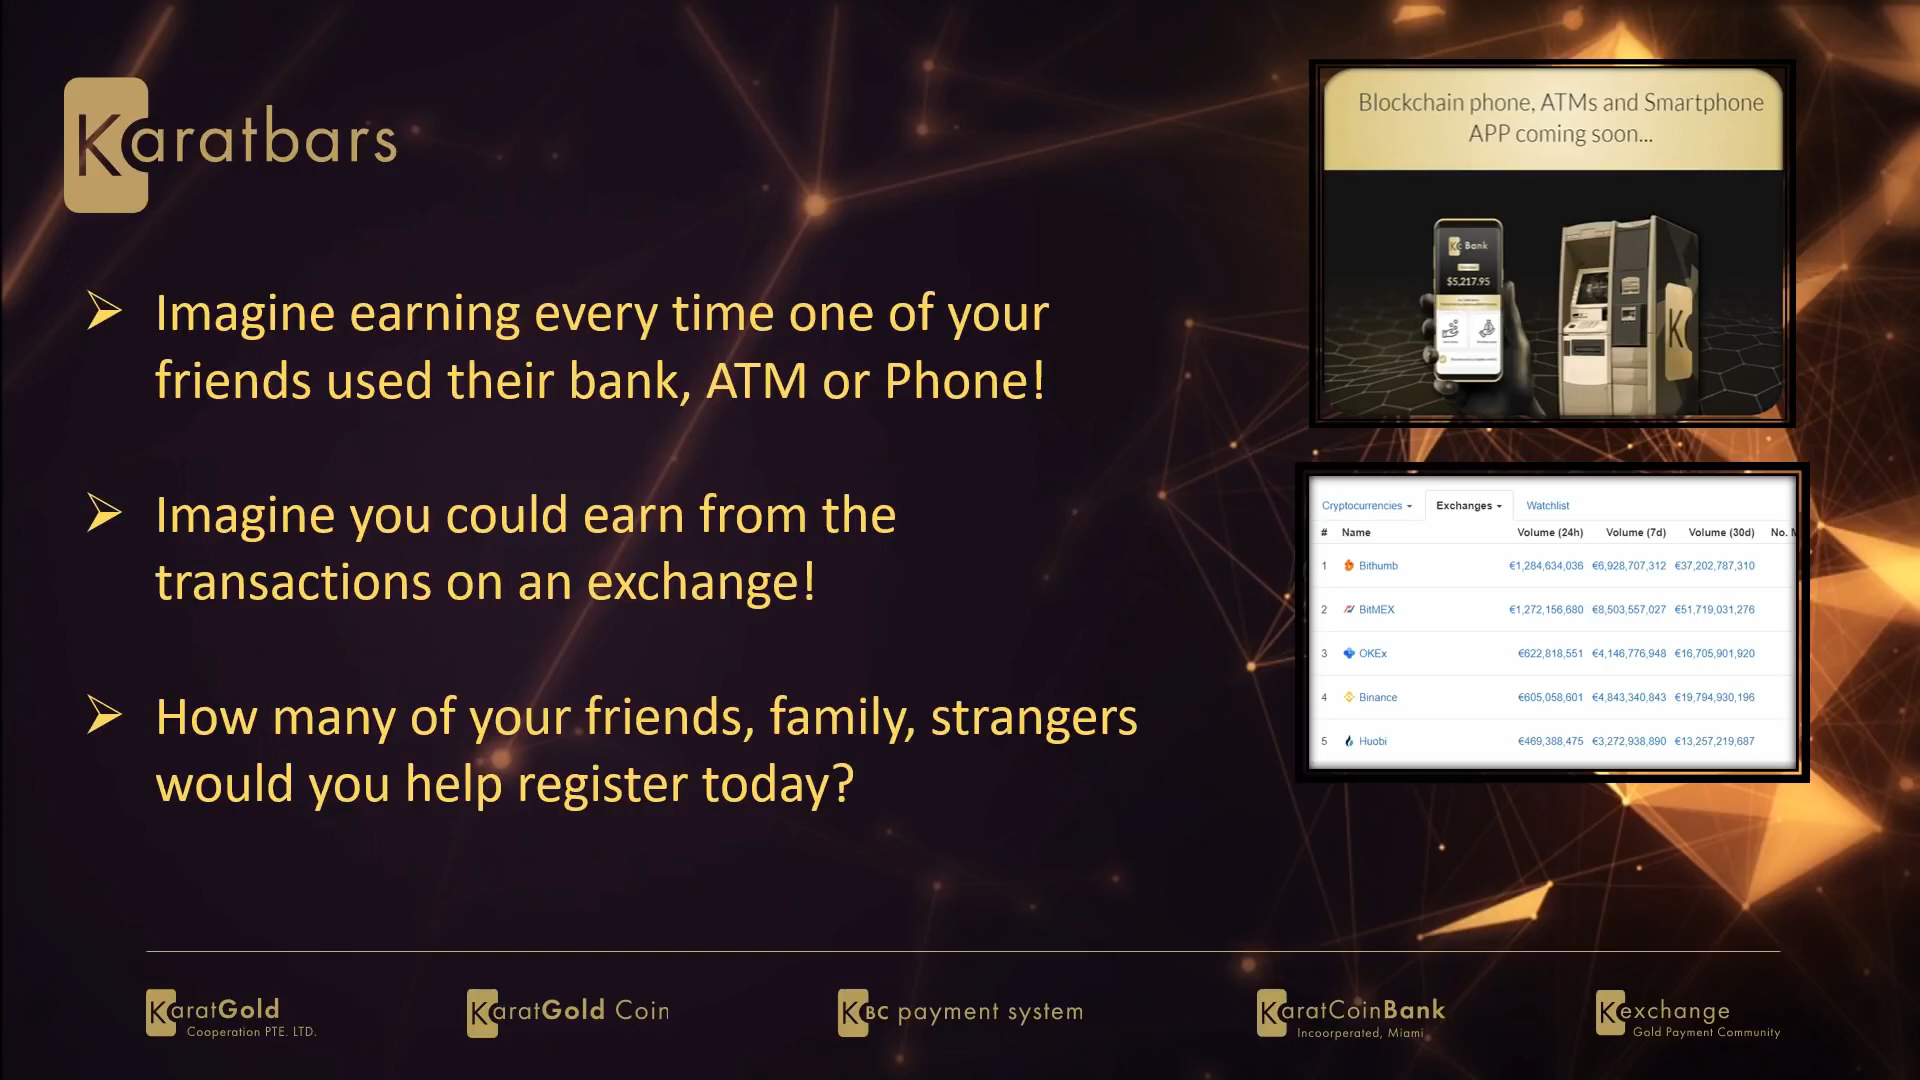 Karatbars
Imagine earning every time one of your
friends used their bank, ATM or Phone!
Imagine you could earn from the
transactions on an exchange!
How many of your friends, family, strangers
would you help register today?
Blockchain phone, ATMs and Smartphone
APP coming soon...
Kc Bank
$5,217.95
K
Cryptocurrencies Exchanges Watchlist
# Name Volume (24h) Volume (7d) Volume (30d) No.
1 Bithumb €1,284,634,036 €6,928,707,312 €37,202,787,310
2 BitMEX €1,272,156,680 €8,503,557,027 €51,719,031,276
3 OKEx €622,818,551 €4,146,776,948 €16,705,901,920
4 Binance €605,058,601 €4,843,340,843 €19,794,930,196
5 Huobi €469,388,475 €3,272,938,890 €13,257,219,687
KaratGold
Cooperation PTE. LTD.
KaratGold Coin
KBC payment system
KaratCoinBank
Incoorperated, Miami
Kexchange
Gold Payment Community